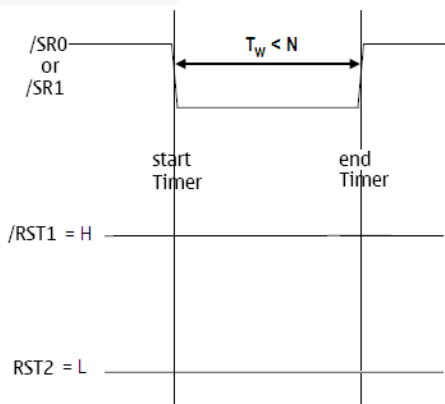 /SR0
or
/SR1
T_W < N
start
Timer
end
Timer
/RST1 = H
RST2 = L